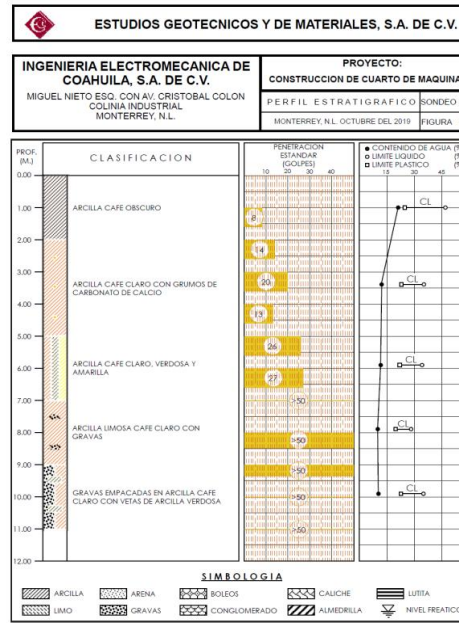 ESTUDIOS GEOTECNICOS Y DE MATERIALES, S.A. DE C.V.
INGENIERIA ELECTROMECANICA DE
COAHUILA, S.A. DE C.V.
MIGUEL NIETO ESQ. CON AV. CRISTOBAL COLON
COLINIA INDUSTRIAL
MONTERREY, N.L.
PROYECTO:
CONSTRUCCION DE CUARTO DE MAQUINA
PERFIL ESTRATIGRAFICO SONDEO
MONTERREY, N.L. OCTUBRE DEL 2019 FIGURA
PROF.
(M.)
CLASIFICACION
PENETRACION
ESTANDAR
(GOLPES)
10 20 30 40
CONTENIDO DE AGUA (%
LIMITE LIQUIDO (%
LIMITE PLASTICO (%
15 30 45
0.00
1.00
2.00
3.00
4.00
5.00
6.00
7.00
8.00
9.00
10.00
11.00
12.00
ARCILLA CAFE OBSCURO
ARCILLA CAFE CLARO CON GRUMOS DE
CARBONATO DE CALCIO
ARCILLA CAFE CLARO, VERDOSA Y
AMARILLA
ARCILLA LIMOSA CAFE CLARO CON
GRAVAS
GRAVAS EMPACADAS EN ARCILLA CAFE
CLARO CON VETAS DE ARCILLA VERDOSA
8
14
20
13
26
27
>50
>50
>50
>50
>50
CL
CL
CL
CL
CL
SIMBOLOGIA
ARCILLA ARENA BOLEOS CALICHE LUTITA
LIMO GRAVAS CONGLOMERADO ALMEDRILLA NIVEL FREATICO